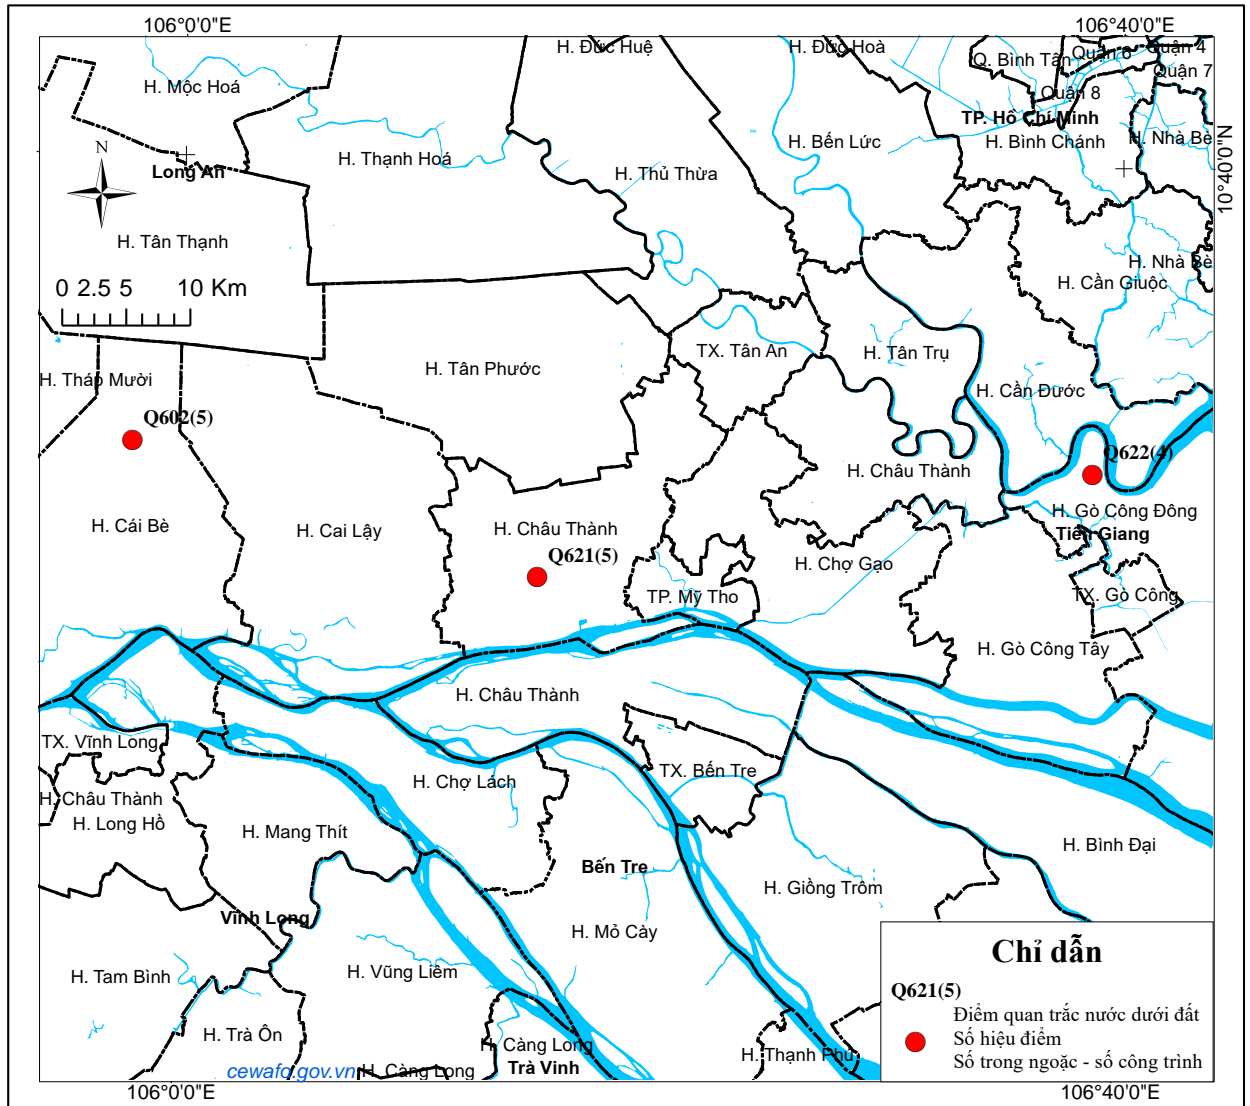 106°0'0"E
106°40'0"E
H. Đức Huệ
H. Đức Hoà
Quận 6
Quận 4
Q. Bình Tân
Quận 7
H. Mộc Hoá
Quận 8
TP. Hồ Chí Minh
H. Bến Lức
H. Bình Chánh
H. Nhà Bè
N
H. Thạnh Hoá
Long An
H. Thủ Thừa
10°40'0"N
H. Tân Thạnh
H. Nhà Bè
H. Cần Giuộc
0 2.5 5 10 Km
TX. Tân An
H. Tân Trụ
H. Tân Phước
H. Tháp Mười
H. Cần Đước
Q602(5)
Q622(4)
H. Châu Thành
H. Cái Bè
H. Cai Lậy
H. Châu Thành
H. Gò Công Đông
Tiền Giang
Q621(5)
H. Chợ Gạo
TP. Mỹ Tho
TX. Gò Công
H. Gò Công Tây
H. Châu Thành
TX. Vĩnh Long
TX. Bến Tre
H. Chợ Lách
H. Châu Thành
H. Long Hồ
H. Mang Thít
H. Bình Đại
Bến Tre
H. Giồng Trôm
Vĩnh Long
H. Mỏ Cày
Chỉ dẫn
H. Tam Bình
H. Vũng Liêm
Q621(5)
Điểm quan trắc nước dưới đất
Số hiệu điểm
Số trong ngoặc - số công trình
H. Trà Ôn
H. Càng Long
H. Thạnh Phú
Trà Vinh
cewafo.gov.vn
H. Càng Long
106°0'0"E
106°40'0"E